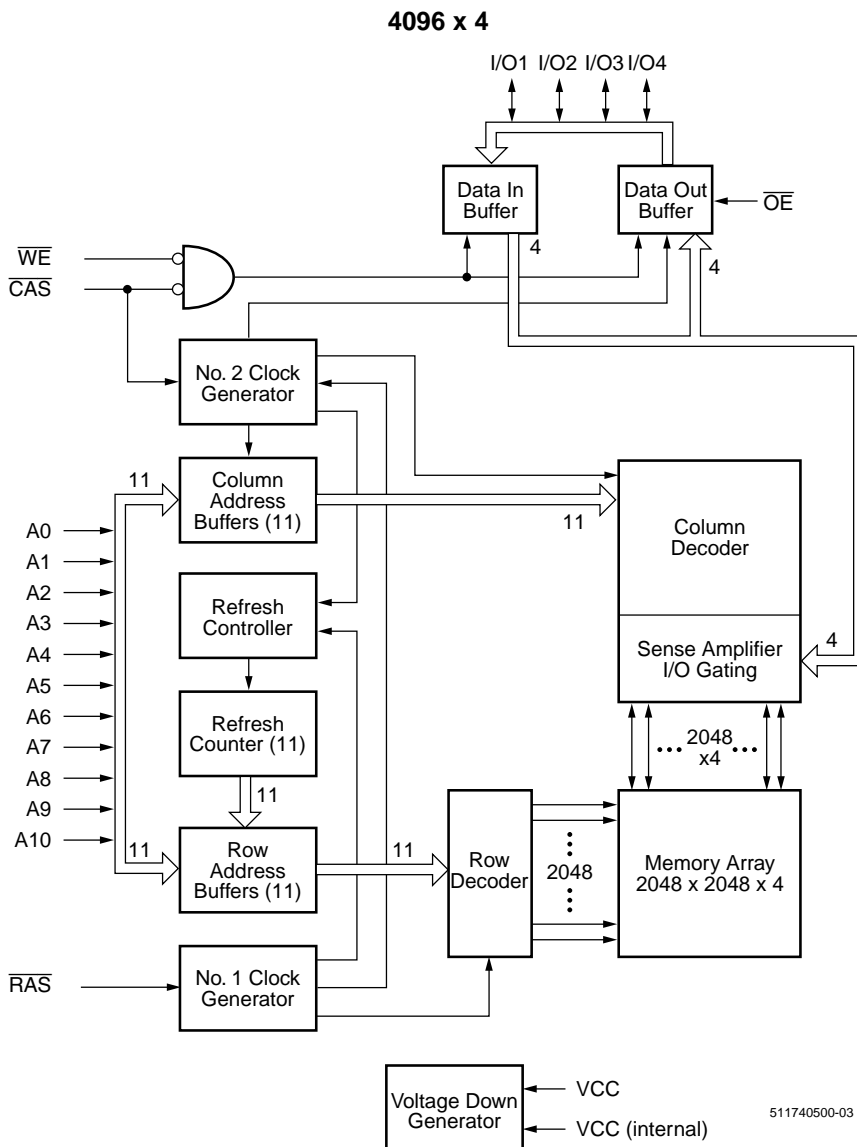 4096 x 4
I/O1 I/O2 I/O3 I/O4
Data In
Buffer
Data Out
Buffer
OE
4
4
WE
CAS
No. 2 Clock
Generator
11
Column
Address
Buffers (11)
11
Column
Decoder
A0
A1
A2
A3
A4
A5
A6
A7
A8
A9
A10
Refresh
Controller
Sense Amplifier
I/O Gating
4
Refresh
Counter (11)
2048
x4
11
11
Row
Address
Buffers (11)
11
Row
Decoder
2048
Memory Array
2048 x 2048 x 4
RAS
No. 1 Clock
Generator
Voltage Down
Generator
VCC
VCC (internal)
511740500-03